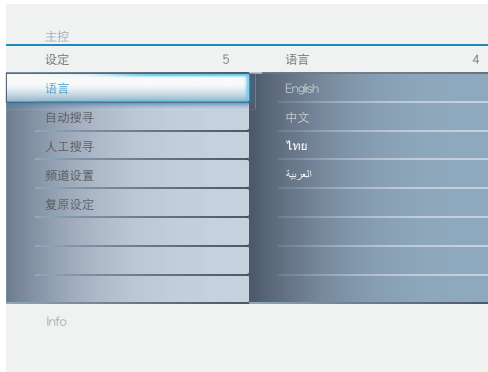 主控
设定 5
语言
自动搜寻
人工搜寻
频道设置
复原设定
语言 4
English
中文
ไทย
العربية
Info